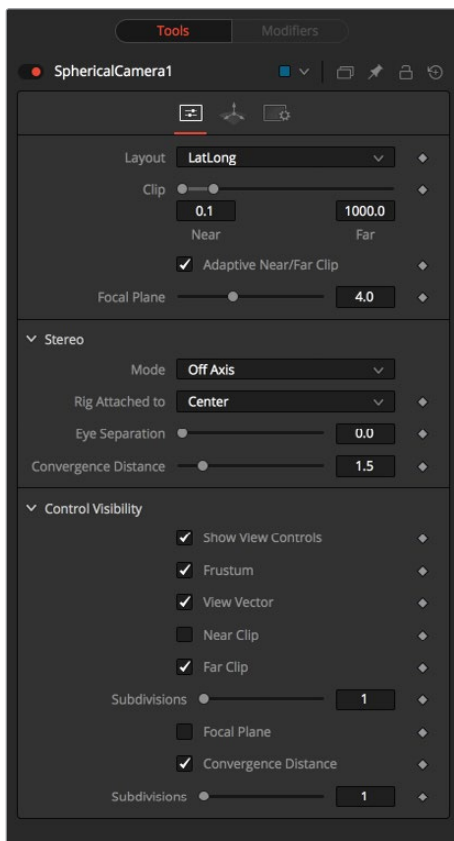 Tools Modifiers
SphericalCamera1
Layout LatLong
Clip
0.1 1000.0
Near Far
Adaptive Near/Far Clip
Focal Plane 4.0
Stereo
Mode Off Axis
Rig Attached to Center
Eye Separation 0.0
Convergence Distance 1.5
Control Visibility
Show View Controls
Frustum
View Vector
Near Clip
Far Clip
Subdivisions 1
Focal Plane
Convergence Distance
Subdivisions 1